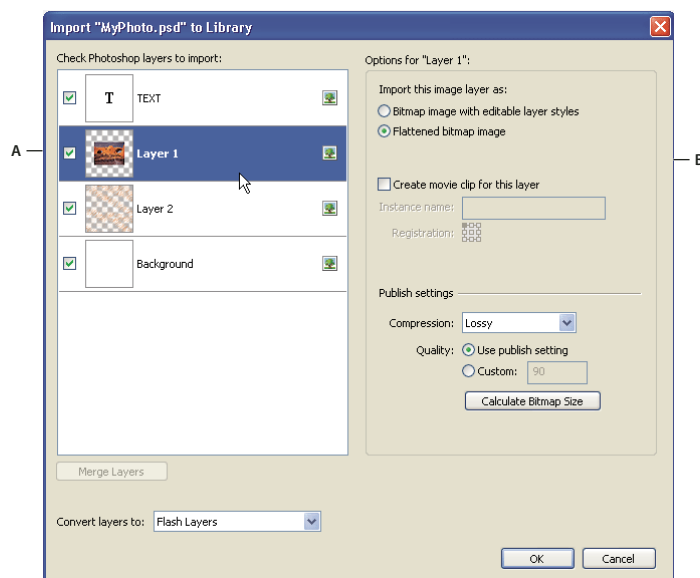 Import "MyPhoto.psd" to Library
Check Photoshop layers to import:
T TEXT
A
Layer 1
Layer 2
Background
Merge Layers
Convert layers to: Flash Layers
Options for "Layer 1":
Import this image layer as:
Bitmap image with editable layer styles
Flattened bitmap image
B
Create movie clip for this layer
Instance name:
Registration:
Publish settings
Compression: Lossy
Quality: Use publish setting
Custom: 90
Calculate Bitmap Size
OK Cancel